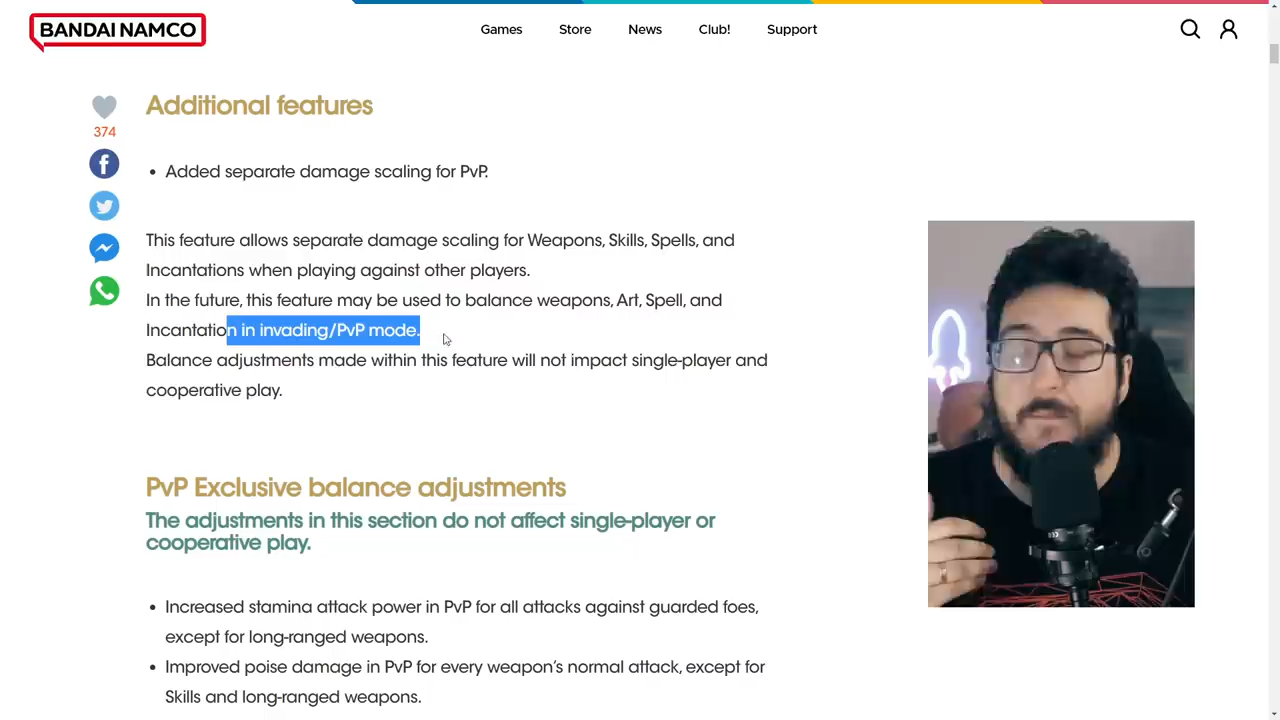 BANDAI NAMCO
Games
Store
News
Club!
Support
Additional features
374
• Added separate damage scaling for PvP.
This feature allows separate damage scaling for Weapons, Skills, Spells, and
Incantations when playing against other players.
In the future, this feature may be used to balance weapons, Art, Spell, and
Incantation in invading/PvP mode.
Balance adjustments made within this feature will not impact single-player and
cooperative play.
PvP Exclusive balance adjustments
The adjustments in this section do not affect single-player or
cooperative play.
• Increased stamina attack power in PvP for all attacks against guarded foes,
except for long-ranged weapons.
• Improved poise damage in PvP for every weapon's normal attack, except for
Skills and long-ranged weapons.